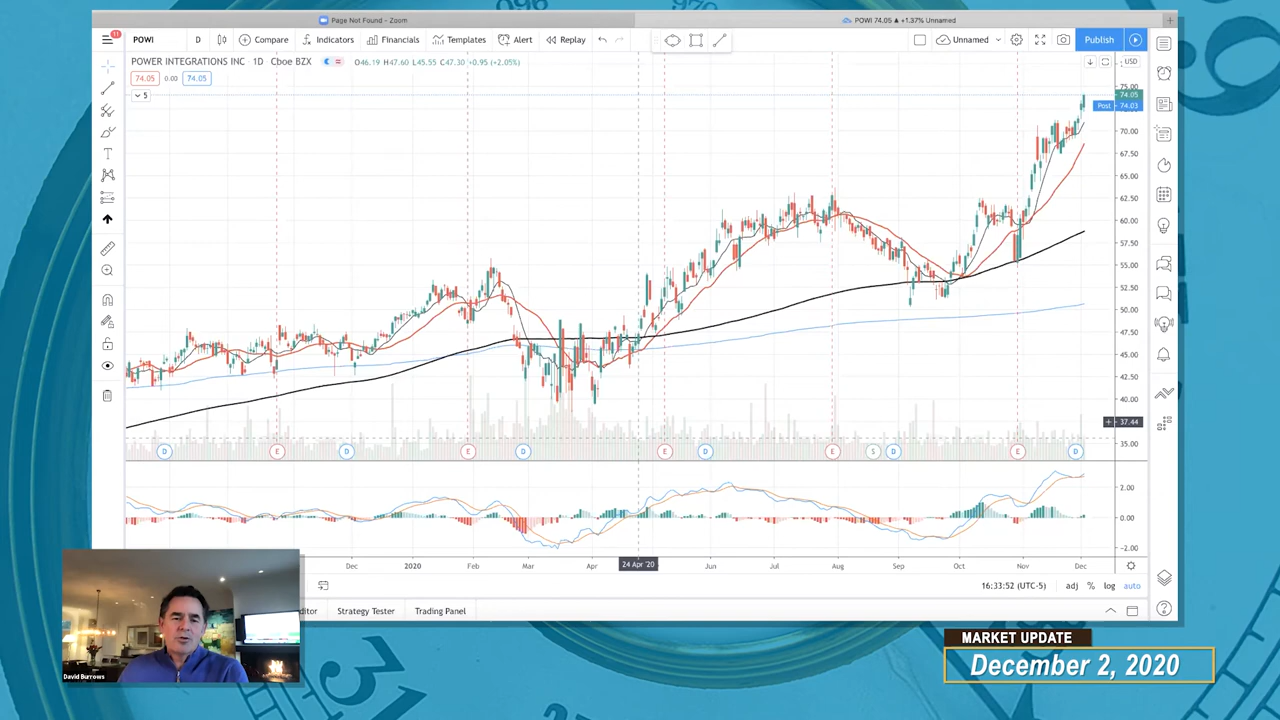 Page Not Found - Zoom
POWI 74.05 ▲ +1.37% Unnamed
11
POWI
D
Compare
Indicators
Financials
Templates
Alert
Replay
Unnamed
Publish
POWER INTEGRATIONS INC · 1D · Cboe BZX
O46.19 H47.60 L45.55 C47.30 +0.95 (+2.05%)
USD
74.05 0.00 74.05
5
75.00
74.05
Post 74.03
70.00
67.50
65.00
62.50
60.00
57.50
55.00
52.50
50.00
47.50
45.00
42.50
40.00
37.44
35.00
D E D E D E D E S D E D
2.00
0.00
-2.00
Dec 2020 Feb Mar Apr 24 Apr '20 Jun Jul Aug Sep Oct Nov Dec
16:33:52 (UTC-5) adj % log auto
Strategy Tester Trading Panel
David Burrows
MARKET UPDATE
December 2, 2020